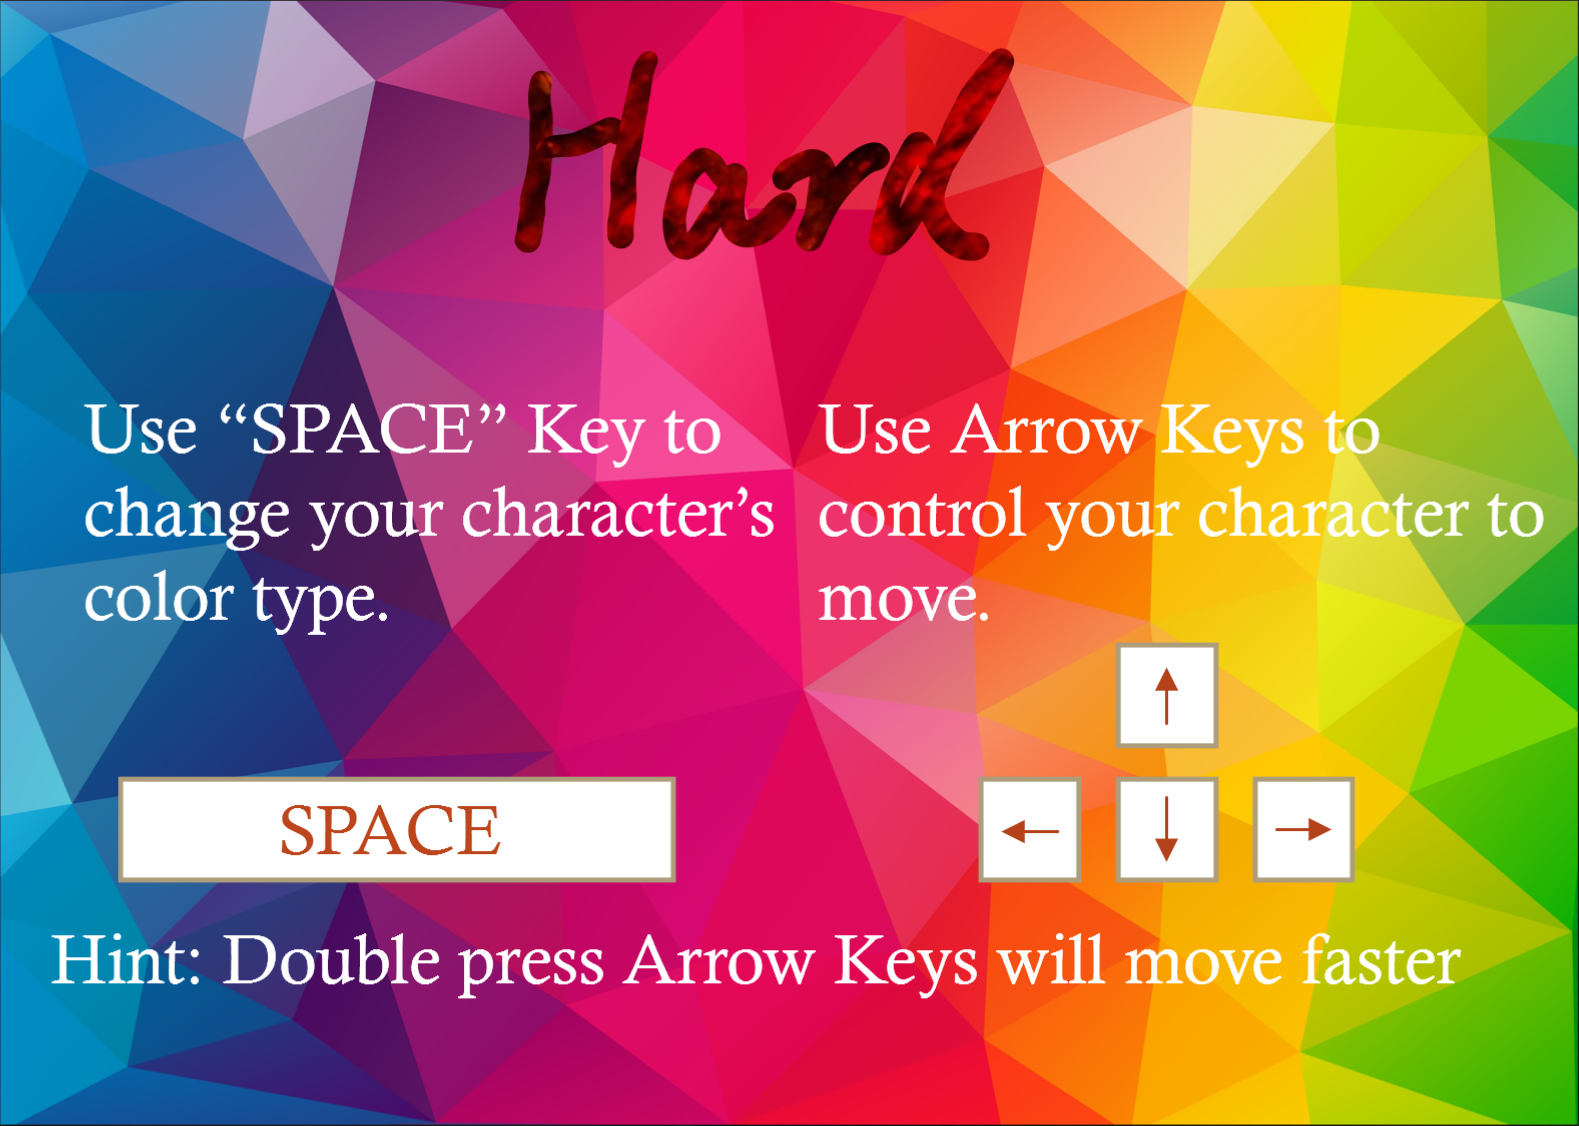 Hard
Use “SPACE” Key to
change your character’s
color type.
Use Arrow Keys to
control your character to
move.
SPACE
↑
← ↓ →
Hint: Double press Arrow Keys will move faster